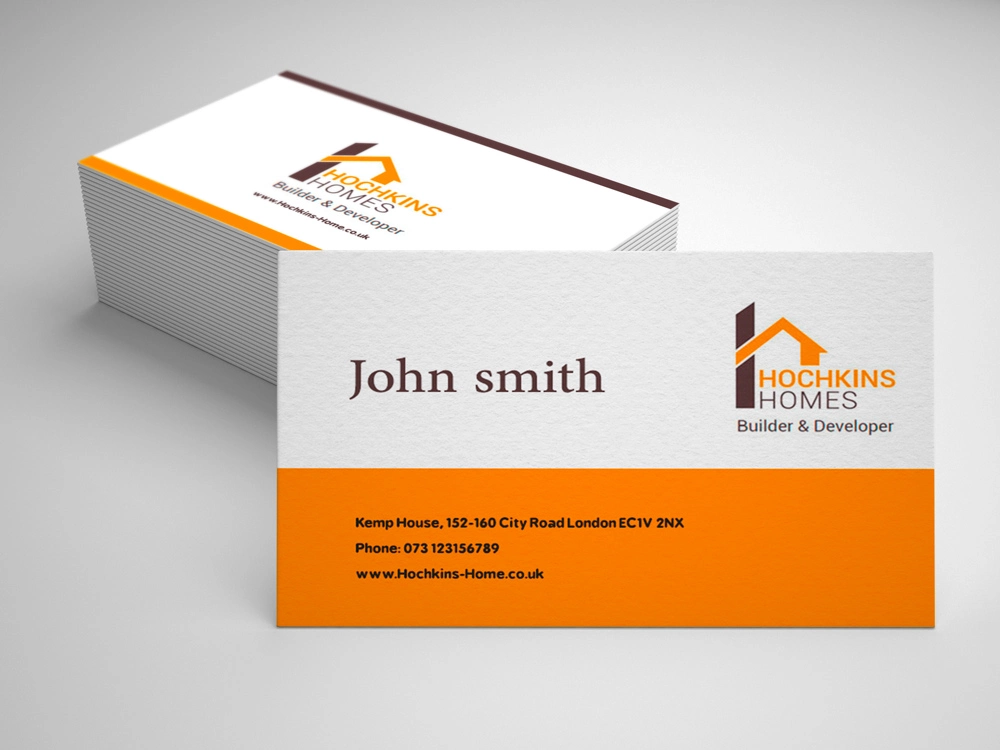 HOCHKINS
HOMES
Builder & Developer
www.Hochkins-Home.co.uk
John smith
HOCHKINS
HOMES
Builder & Developer
Kemp House, 152-160 City Road London EC1V 2NX
Phone: 073 123156789
www.Hochkins-Home.co.uk